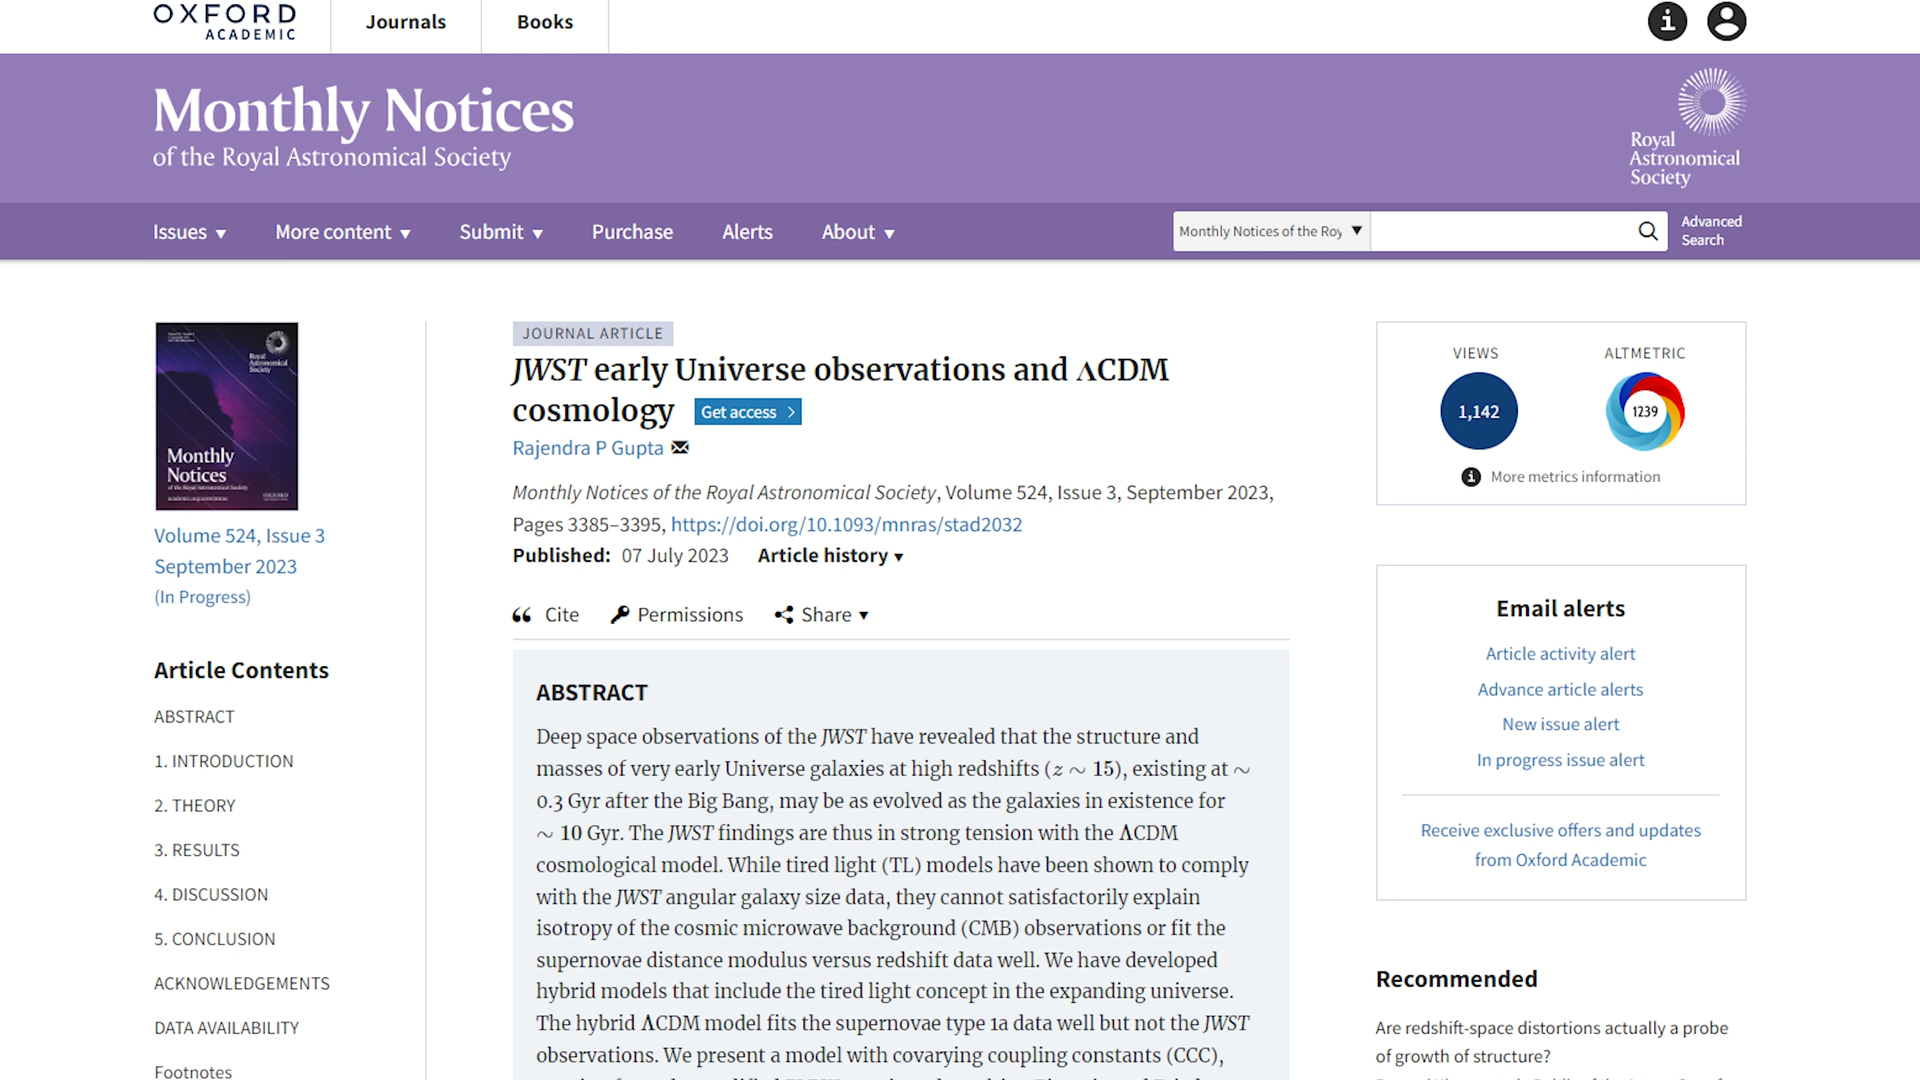 OXFORD
ACADEMIC
Journals
Books
Monthly Notices
of the Royal Astronomical Society
Royal
Astronomical
Society
Issues ▼
More content ▼
Submit ▼
Purchase
Alerts
About ▼
Monthly Notices of the Roy ▼
Advanced
Search
Royal
Astronomical
Society
Monthly
Notices
Volume 524, Issue 3
September 2023
(In Progress)
Article Contents
ABSTRACT
1. INTRODUCTION
2. THEORY
3. RESULTS
4. DISCUSSION
5. CONCLUSION
ACKNOWLEDGEMENTS
DATA AVAILABILITY
Footnotes
JOURNAL ARTICLE
JWST early Universe observations and ΛCDM
cosmology Get access >
Rajendra P Gupta
Monthly Notices of the Royal Astronomical Society, Volume 524, Issue 3, September 2023,
Pages 3385–3395, https://doi.org/10.1093/mnras/stad2032
Published: 07 July 2023 Article history ▾
Cite
Permissions
Share ▾
ABSTRACT
Deep space observations of the JWST have revealed that the structure and
masses of very early Universe galaxies at high redshifts (z ∼ 15), existing at ∼
0.3 Gyr after the Big Bang, may be as evolved as the galaxies in existence for
∼ 10 Gyr. The JWST findings are thus in strong tension with the ΛCDM
cosmological model. While tired light (TL) models have been shown to comply
with the JWST angular galaxy size data, they cannot satisfactorily explain
isotropy of the cosmic microwave background (CMB) observations or fit the
supernovae distance modulus versus redshift data well. We have developed
hybrid models that include the tired light concept in the expanding universe.
The hybrid ΛCDM model fits the supernovae type 1a data well but not the JWST
observations. We present a model with covarying coupling constants (CCC),
VIEWS
ALTMETRIC
1,142
1239
More metrics information
Email alerts
Article activity alert
Advance article alerts
New issue alert
In progress issue alert
Receive exclusive offers and updates
from Oxford Academic
Recommended
Are redshift-space distortions actually a probe
of growth of structure?